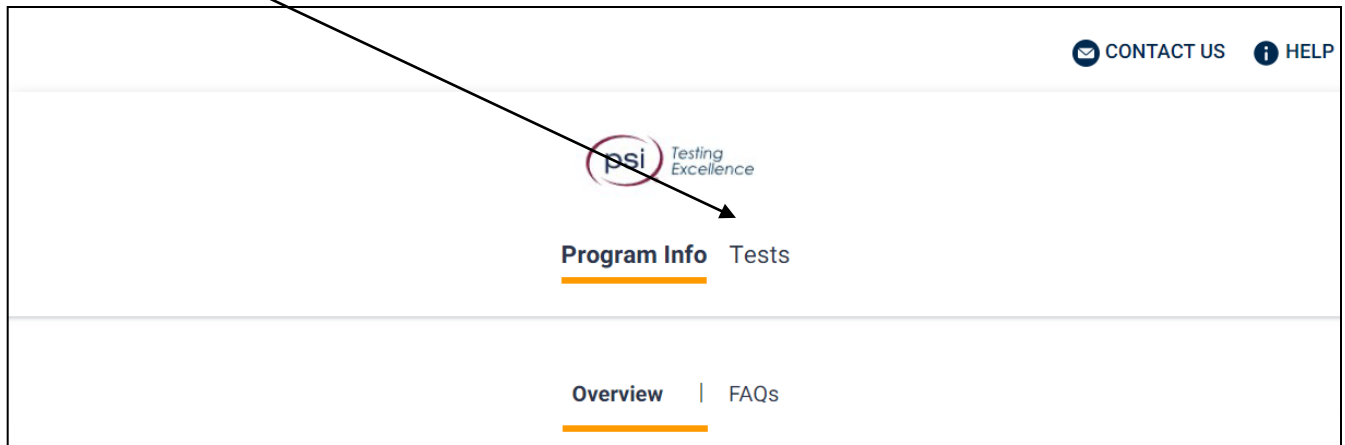 CONTACT US HELP
psi Testing
Excellence
Program Info Tests
Overview | FAQs